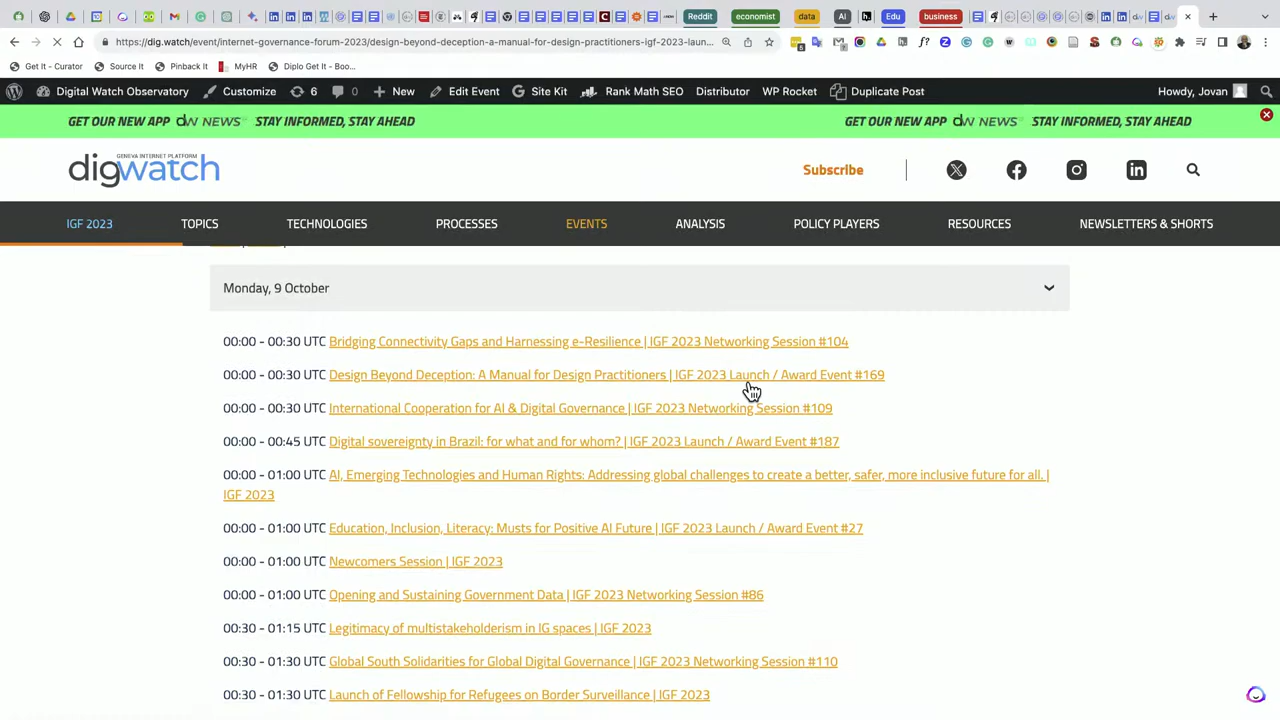 Reddit economist data AI h. Edu business
https://dig.watch/event/internet-governance-forum-2023/design-beyond-deception-a-manual-for-design-practitioners-igf-2023-laun...
Get It - Curator Source It Pinback It MyHR Diplo Get It - Boo...
Digital Watch Observatory Customize 6 0 New Edit Event Site Kit Rank Math SEO Distributor WP Rocket Duplicate Post Howdy, Jovan
GET OUR NEW APP DW NEWS STAY INFORMED, STAY AHEAD GET OUR NEW APP DW NEWS STAY INFORMED, STAY AHEAD
GENEVA INTERNET PLATFORM
digwatch
Subscribe
IGF 2023 TOPICS TECHNOLOGIES PROCESSES EVENTS ANALYSIS POLICY PLAYERS RESOURCES NEWSLETTERS & SHORTS
Monday, 9 October
00:00 - 00:30 UTC Bridging Connectivity Gaps and Harnessing e-Resilience | IGF 2023 Networking Session #104
00:00 - 00:30 UTC Design Beyond Deception: A Manual for Design Practitioners | IGF 2023 Launch / Award Event #169
00:00 - 00:30 UTC International Cooperation for AI & Digital Governance | IGF 2023 Networking Session #109
00:00 - 00:45 UTC Digital sovereignty in Brazil: for what and for whom? | IGF 2023 Launch / Award Event #187
00:00 - 01:00 UTC AI, Emerging Technologies and Human Rights: Addressing global challenges to create a better, safer, more inclusive future for all. |
IGF 2023
00:00 - 01:00 UTC Education, Inclusion, Literacy: Musts for Positive AI Future | IGF 2023 Launch / Award Event #27
00:00 - 01:00 UTC Newcomers Session | IGF 2023
00:00 - 01:00 UTC Opening and Sustaining Government Data | IGF 2023 Networking Session #86
00:30 - 01:15 UTC Legitimacy of multistakeholderism in IG spaces | IGF 2023
00:30 - 01:30 UTC Global South Solidarities for Global Digital Governance | IGF 2023 Networking Session #110
00:30 - 01:30 UTC Launch of Fellowship for Refugees on Border Surveillance | IGF 2023